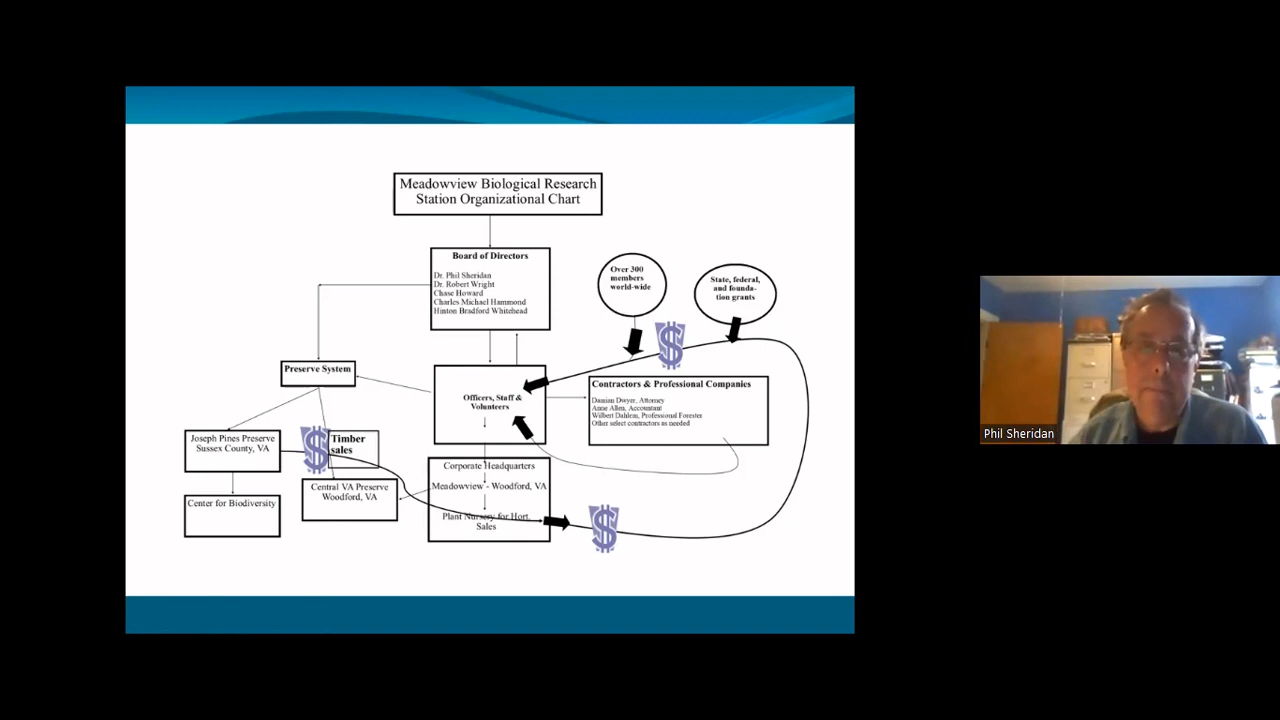 Meadowview Biological Research
Station Organizational Chart
Board of Directors
Dr. Phil Sheridan
Dr. Robert Wright
Chase Howard
Charles Michael Hammond
Hinton Bradford Whitehead
Over 300
members
world-wide
State, federal,
and founda-
tion grants
Preserve System
Officers, Staff &
Volunteers
Contractors & Professional Companies
Damian Dwyer, Attorney
Anne Allen, Accountant
Wilbert Dahlem, Professional Forester
Other select contractors as needed
Joseph Pines Preserve
Sussex County, VA
$
Timber
sales
$
Center for Biodiversity
Central VA Preserve
Woodford, VA
Corporate Headquarters
Meadowview - Woodford, VA
Plant Nursery for Hort.
Sales
$
Phil Sheridan